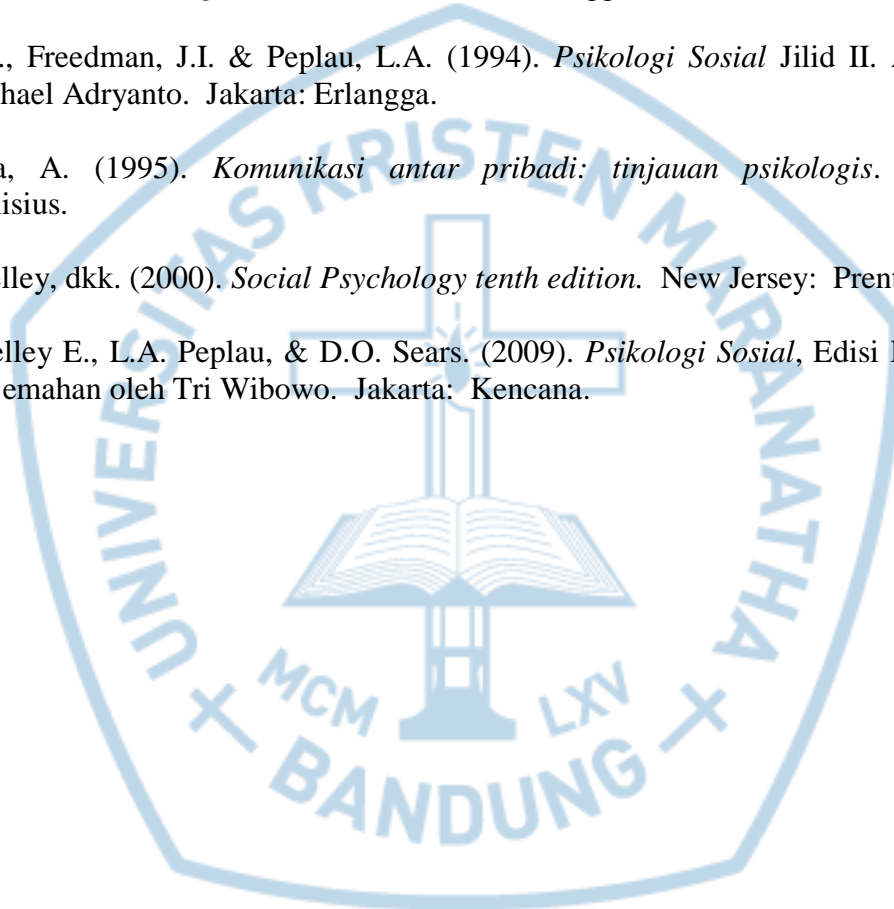 ., Freedman, J.I. & Peplau, L.A. (1994). Psikologi Sosial Jilid II.
hael Adryanto. Jakarta: Erlangga.
a, A. (1995). Komunikasi antar pribadi: tinjauan psikologis.
isius.
elley, dkk. (2000). Social Psychology tenth edition. New Jersey: Prent
elley E., L.A. Peplau, & D.O. Sears. (2009). Psikologi Sosial, Edisi
emahan oleh Tri Wibowo. Jakarta: Kencana.
UNIVERSITAS KRISTEN MARANATHA
MCM LXV
BANDUNG